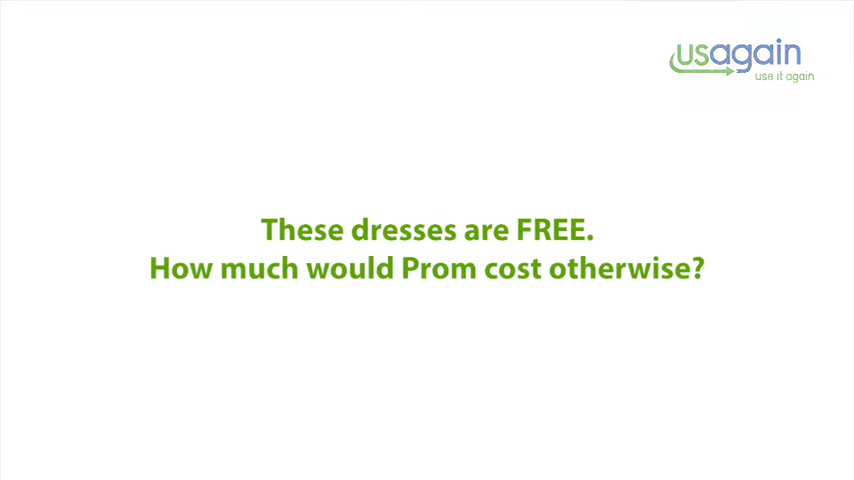 usagain
use it again
These dresses are FREE.
How much would Prom cost otherwise?